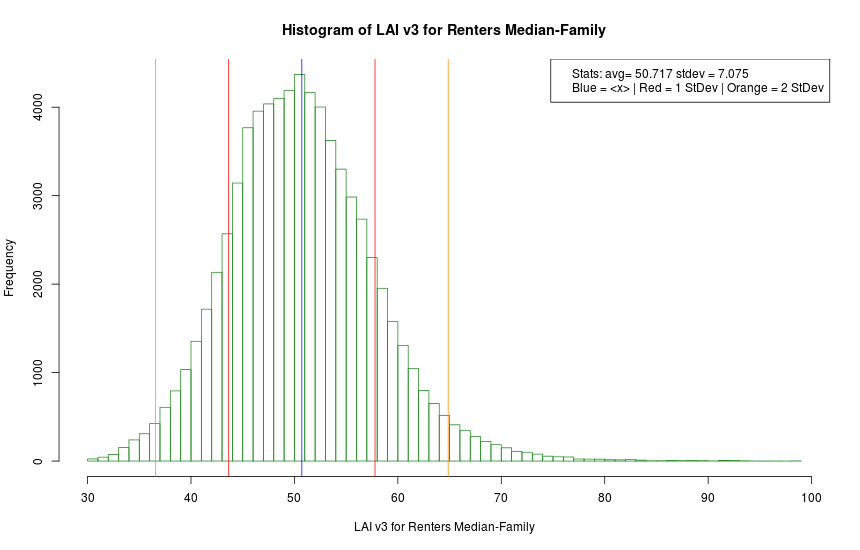 Histogram of LAI v3 for Renters Median-Family
Stats: avg= 50.717 stdev = 7.075
Blue = <x> | Red = 1 StDev | Orange = 2 StDev
Frequency
4000
3000
2000
1000
0
30 40 50 60 70 80 90 100
LAI v3 for Renters Median-Family